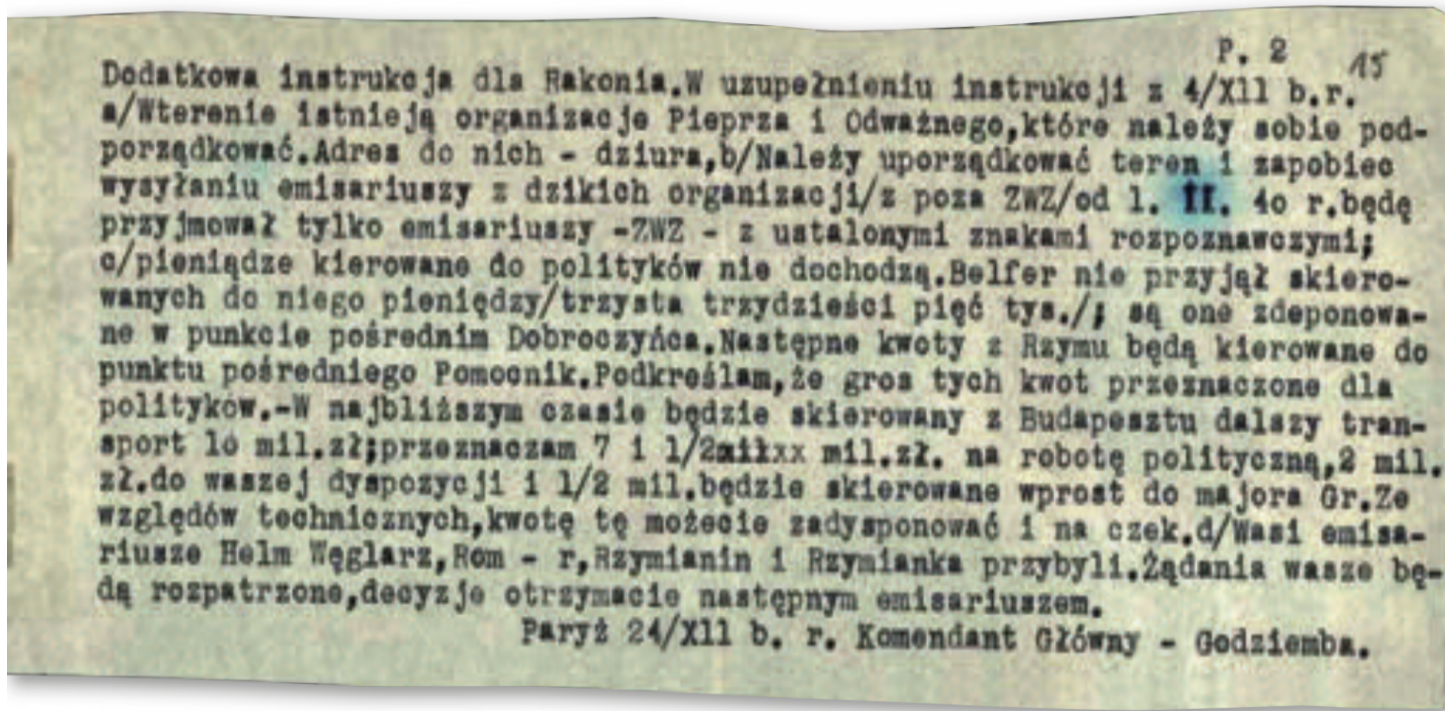 P. 2 15
Dodatkowa instrukcja dla Rakonia.W uzupełnieniu instrukcji z 4/X11 b.r.
a/Wterenie istnieją organizacje Pieprza i Odważnego,które należy sobie pod-
porządkować.Adres do nich - dziura,b/Należy uporządkować teren i zapobiec
wysyłaniu emisariuszy z dzikich organizacji/z poza ZWZ/od 1. II. 4o r.będę
przyjmował tylko emisariuszy -ZWZ - z ustalonymi znakami rozpoznawczymi;
c/pieniądze kierowane do polityków nie dochodzą.Belfer nie przyjął skiero-
wanych do niego pieniędzy/trzysta trzydzieści pięć tys./; są one zdeponowa-
ne w punkcie pośrednim Dobroczyńca.Następne kwoty z Rzymu będą kierowane do
punktu pośredniego Pomocnik.Podkreślam,że gros tych kwot przeznaczone dla
polityków.-W najbliższym czasie będzie skierowany z Budapesztu dalszy tran-
sport 1o mil.zł;przeznaczam 7 i 1/2miłxx mil.zł. na robotę polityczną,2 mil.
zł.do waszej dyspozycji i 1/2 mil.będzie skierowane wprost do majora Gr.Ze
względów technicznych,kwotę tę możecie zadysponować i na czek.d/Wasi emisa-
riusze Helm Węglarz,Rom - r,Rzymianin i Rzymianka przybyli.Żądania wasze bę-
dą rozpatrzone,decyzje otrzymacie następnym emisariuszem.
Paryż 24/X11 b. r. Komendant Główny - Godziemba.